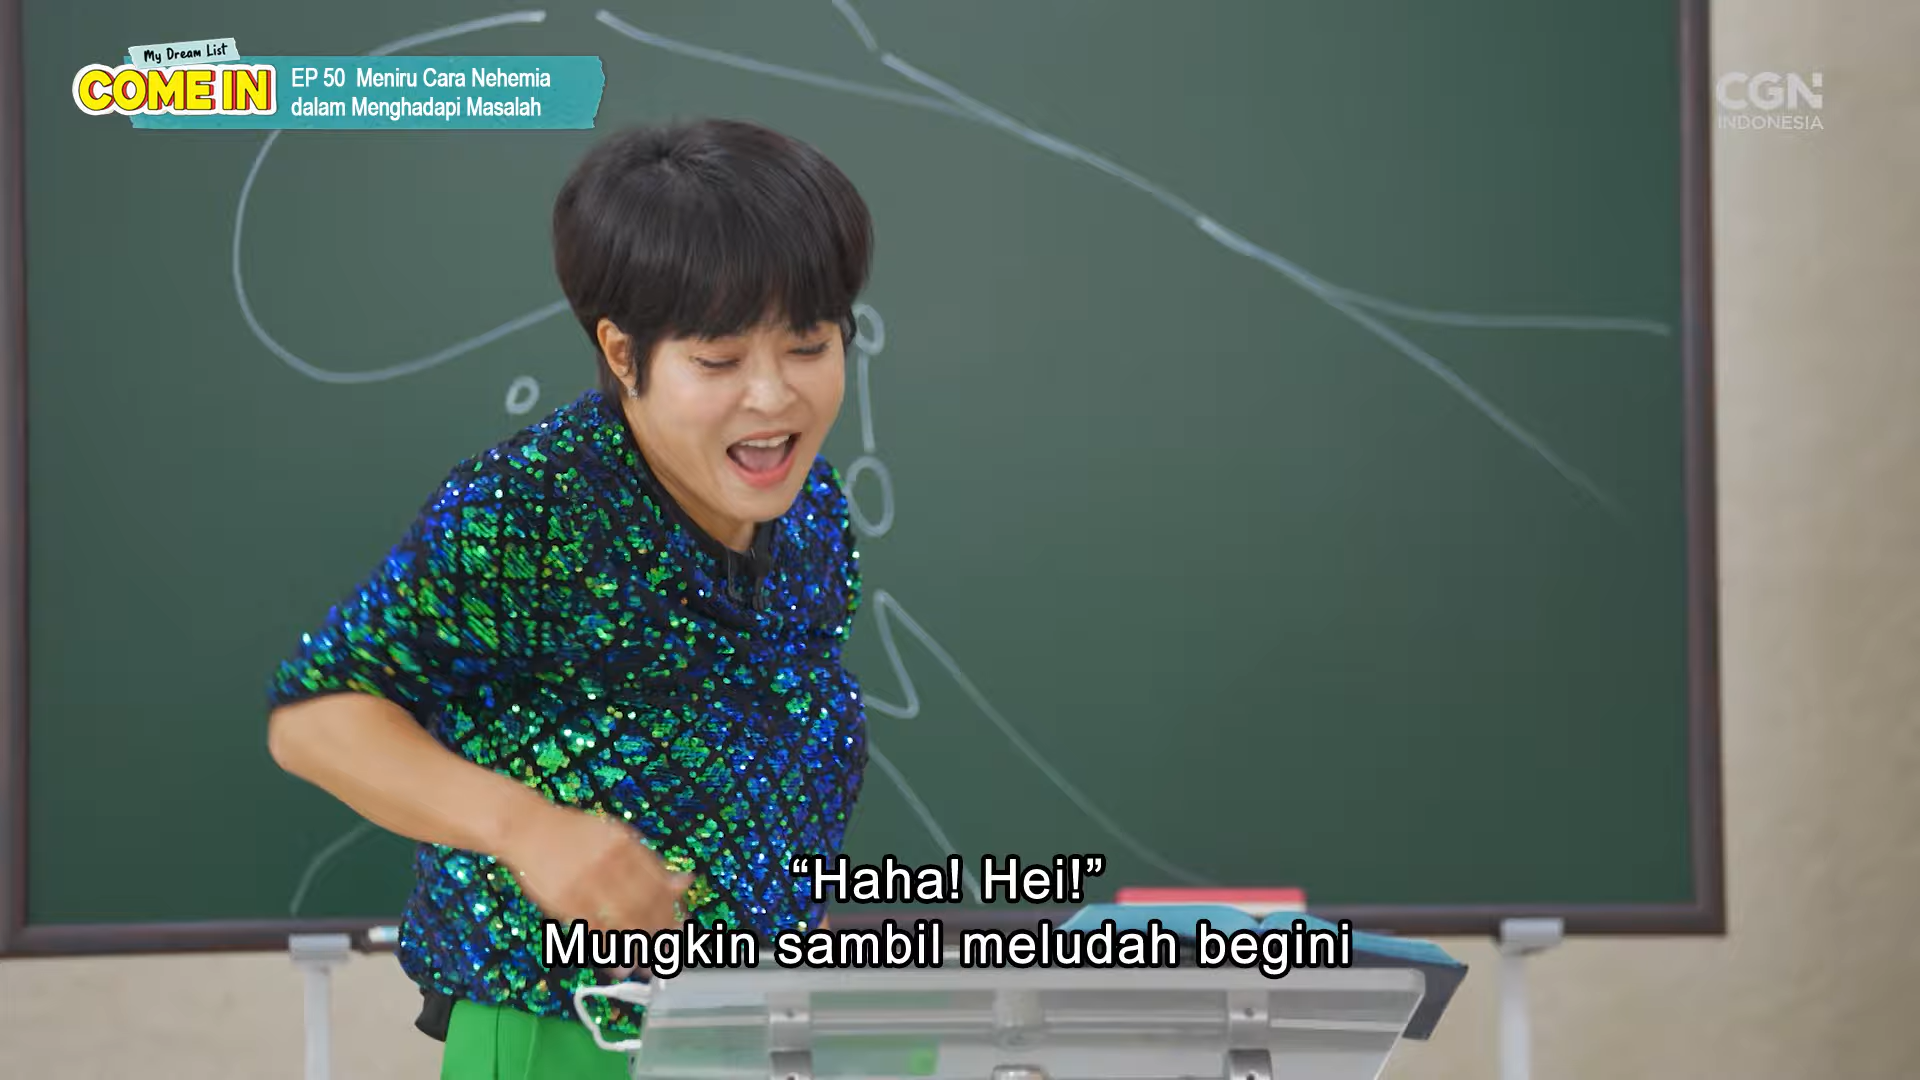 My Dream List
COME IN
EP 50 Meniru Cara Nehemia
dalam Menghadapi Masalah
CGN
INDONESIA
“Haha! Hei!”
Mungkin sambil meludah begini